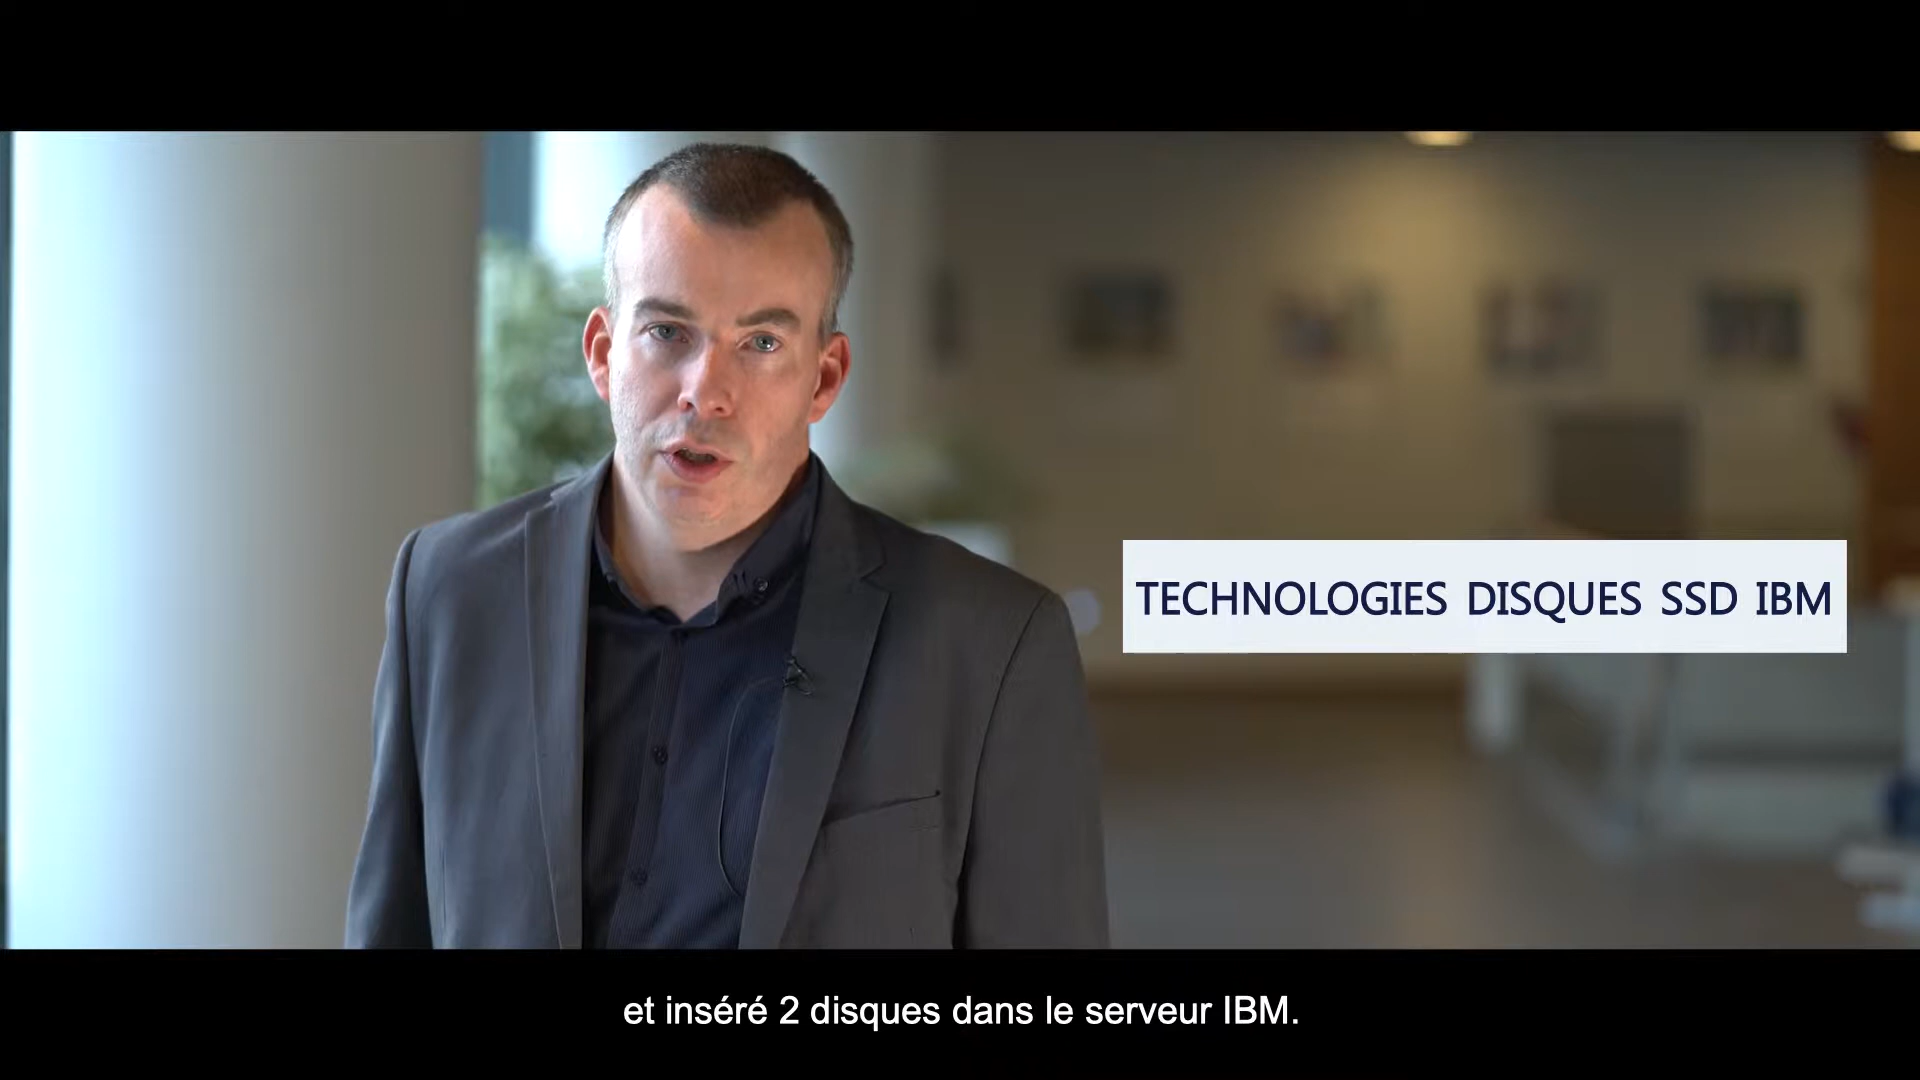 TECHNOLOGIES DISQUES SSD IBM
et inséré 2 disques dans le serveur IBM.